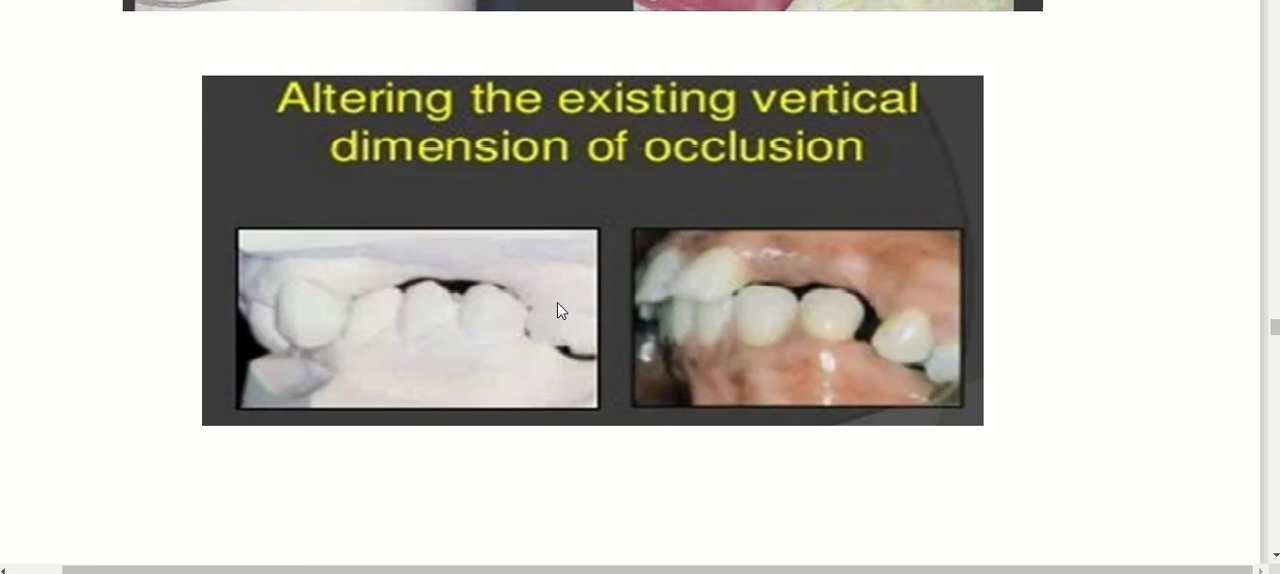 Altering the existing vertical
dimension of occlusion